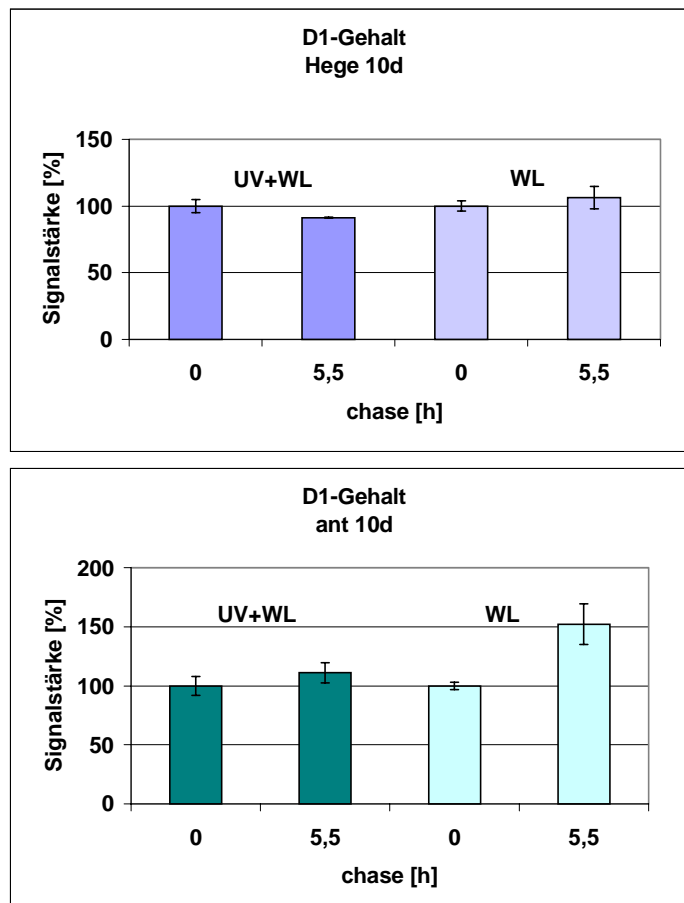 D1-Gehalt
Hege 10d
Signalstärke [%]
150
100
50
0
UV+WL
WL
0 5,5 0 5,5
chase [h]
D1-Gehalt
ant 10d
Signalstärke [%]
200
150
100
50
0
UV+WL
WL
0 5,5 0 5,5
chase [h]